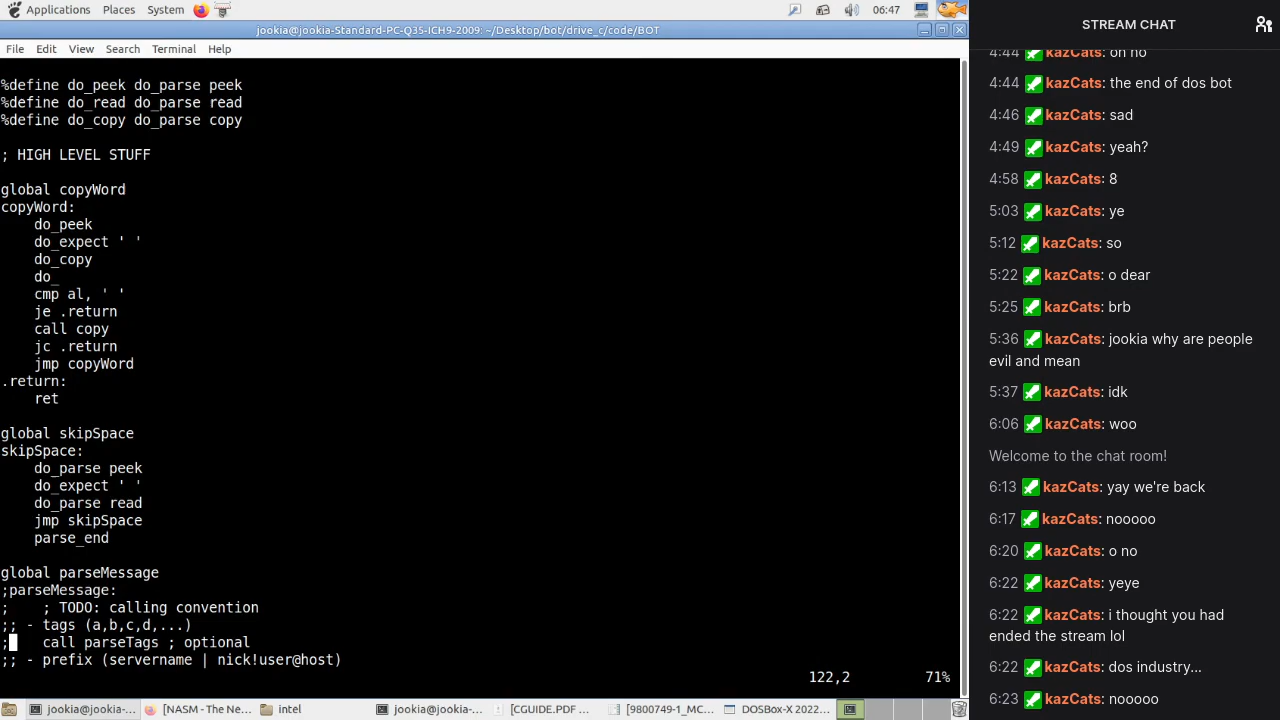 Applications Places System 06:47
jookia@jookia-Standard-PC-Q35-ICH9-2009: ~/Desktop/bot/drive_c/code/BOT
File Edit View Search Terminal Help
%define do_peek do_parse peek
%define do_read do_parse read
%define do_copy do_parse copy
; HIGH LEVEL STUFF
global copyWord
copyWord:
    do_peek
    do_expect ' '
    do_copy
    do_
    cmp al, ' '
    je .return
    call copy
    jc .return
    jmp copyWord
.return:
    ret
global skipSpace
skipSpace:
    do_parse peek
    do_expect ' '
    do_parse read
    jmp skipSpace
    parse_end
global parseMessage
;parseMessage:
;    ; TODO: calling convention
;; - tags (a,b,c,d,...)
;    call parseTags ; optional
;; - prefix (servername | nick!user@host)
122,2 71%
jookia@jookia-... [NASM - The Ne... intel jookia@jookia-... [CGUIDE.PDF ... [9800749-1_MC... DOSBox-X 2022...
STREAM CHAT
4:44 kazCats: oh no
4:44 kazCats: the end of dos bot
4:46 kazCats: sad
4:49 kazCats: yeah?
4:58 kazCats: 8
5:03 kazCats: ye
5:12 kazCats: so
5:22 kazCats: o dear
5:25 kazCats: brb
5:36 kazCats: jookia why are people
evil and mean
5:37 kazCats: idk
6:06 kazCats: woo
Welcome to the chat room!
6:13 kazCats: yay we're back
6:17 kazCats: nooooo
6:20 kazCats: o no
6:22 kazCats: yeye
6:22 kazCats: i thought you had
ended the stream lol
6:22 kazCats: dos industry...
6:23 kazCats: nooooo